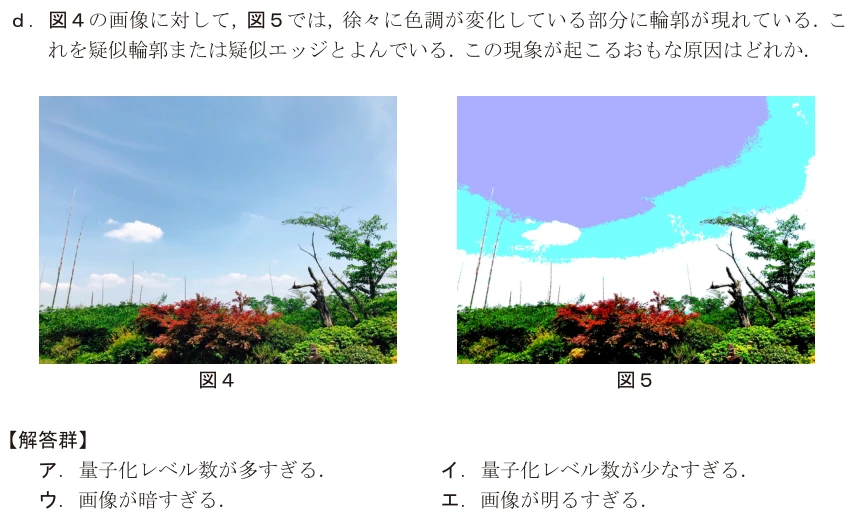 d．図4の画像に対して，図5では，徐々に色調が変化している部分に輪郭が現れている．こ
れを疑似輪郭または疑似エッジとよんでいる．この現象が起こるおもな原因はどれか．
図4
図5
【解答群】
ア．量子化レベル数が多すぎる．
イ．量子化レベル数が少なすぎる．
ウ．画像が暗すぎる．
エ．画像が明るすぎる．